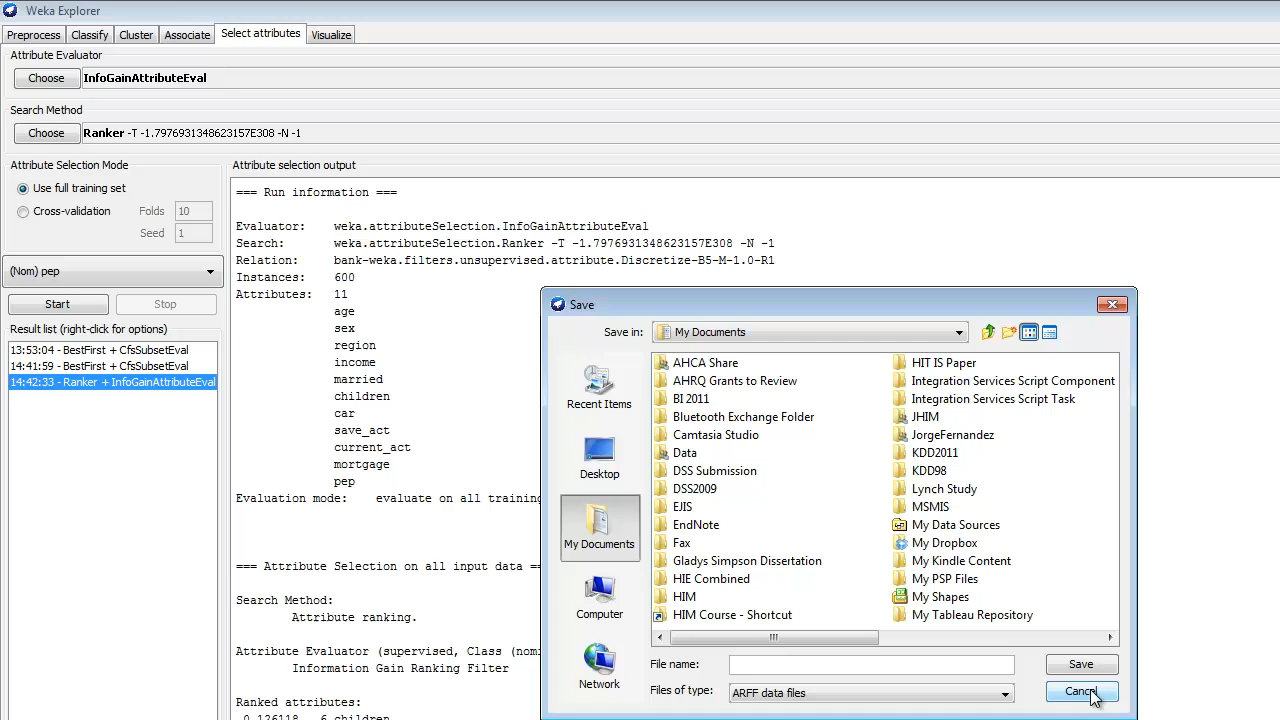 Weka Explorer
Preprocess Classify Cluster Associate Select attributes Visualize
Attribute Evaluator
Choose InfoGainAttributeEval
Search Method
Choose Ranker -T -1.7976931348623157E308 -N -1
Attribute Selection Mode
Use full training set
Cross-validation Folds 10
Seed 1
(Nom) pep
Start Stop
Result list (right-click for options)
13:53:04 - BestFirst + CfsSubsetEval
14:41:59 - BestFirst + CfsSubsetEval
14:42:33 - Ranker + InfoGainAttributeEval
Attribute selection output
=== Run information ===
Evaluator: weka.attributeSelection.InfoGainAttributeEval
Search: weka.attributeSelection.Ranker -T -1.7976931348623157E308 -N -1
Relation: bank-weka.filters.unsupervised.attribute.Discretize-B5-M-1.0-R1
Instances: 600
Attributes: 11
age
sex
region
income
married
children
car
save_act
current_act
mortgage
pep
Evaluation mode: evaluate on all training
=== Attribute Selection on all input data ==
Search Method:
Attribute ranking.
Attribute Evaluator (supervised, Class (nomi
Information Gain Ranking Filter
Ranked attributes:
0.126118 6 children
Save
Save in: My Documents
Recent Items
Desktop
My Documents
Computer
Network
AHCA Share
AHRQ Grants to Review
BI 2011
Bluetooth Exchange Folder
Camtasia Studio
Data
DSS Submission
DSS2009
EJIS
EndNote
Fax
Gladys Simpson Dissertation
HIE Combined
HIM
HIM Course - Shortcut
HIT IS Paper
Integration Services Script Component
Integration Services Script Task
JHIM
JorgeFernandez
KDD2011
KDD98
Lynch Study
MSMIS
My Data Sources
My Dropbox
My Kindle Content
My PSP Files
My Shapes
My Tableau Repository
File name: Save
Files of type: ARFF data files Cancel